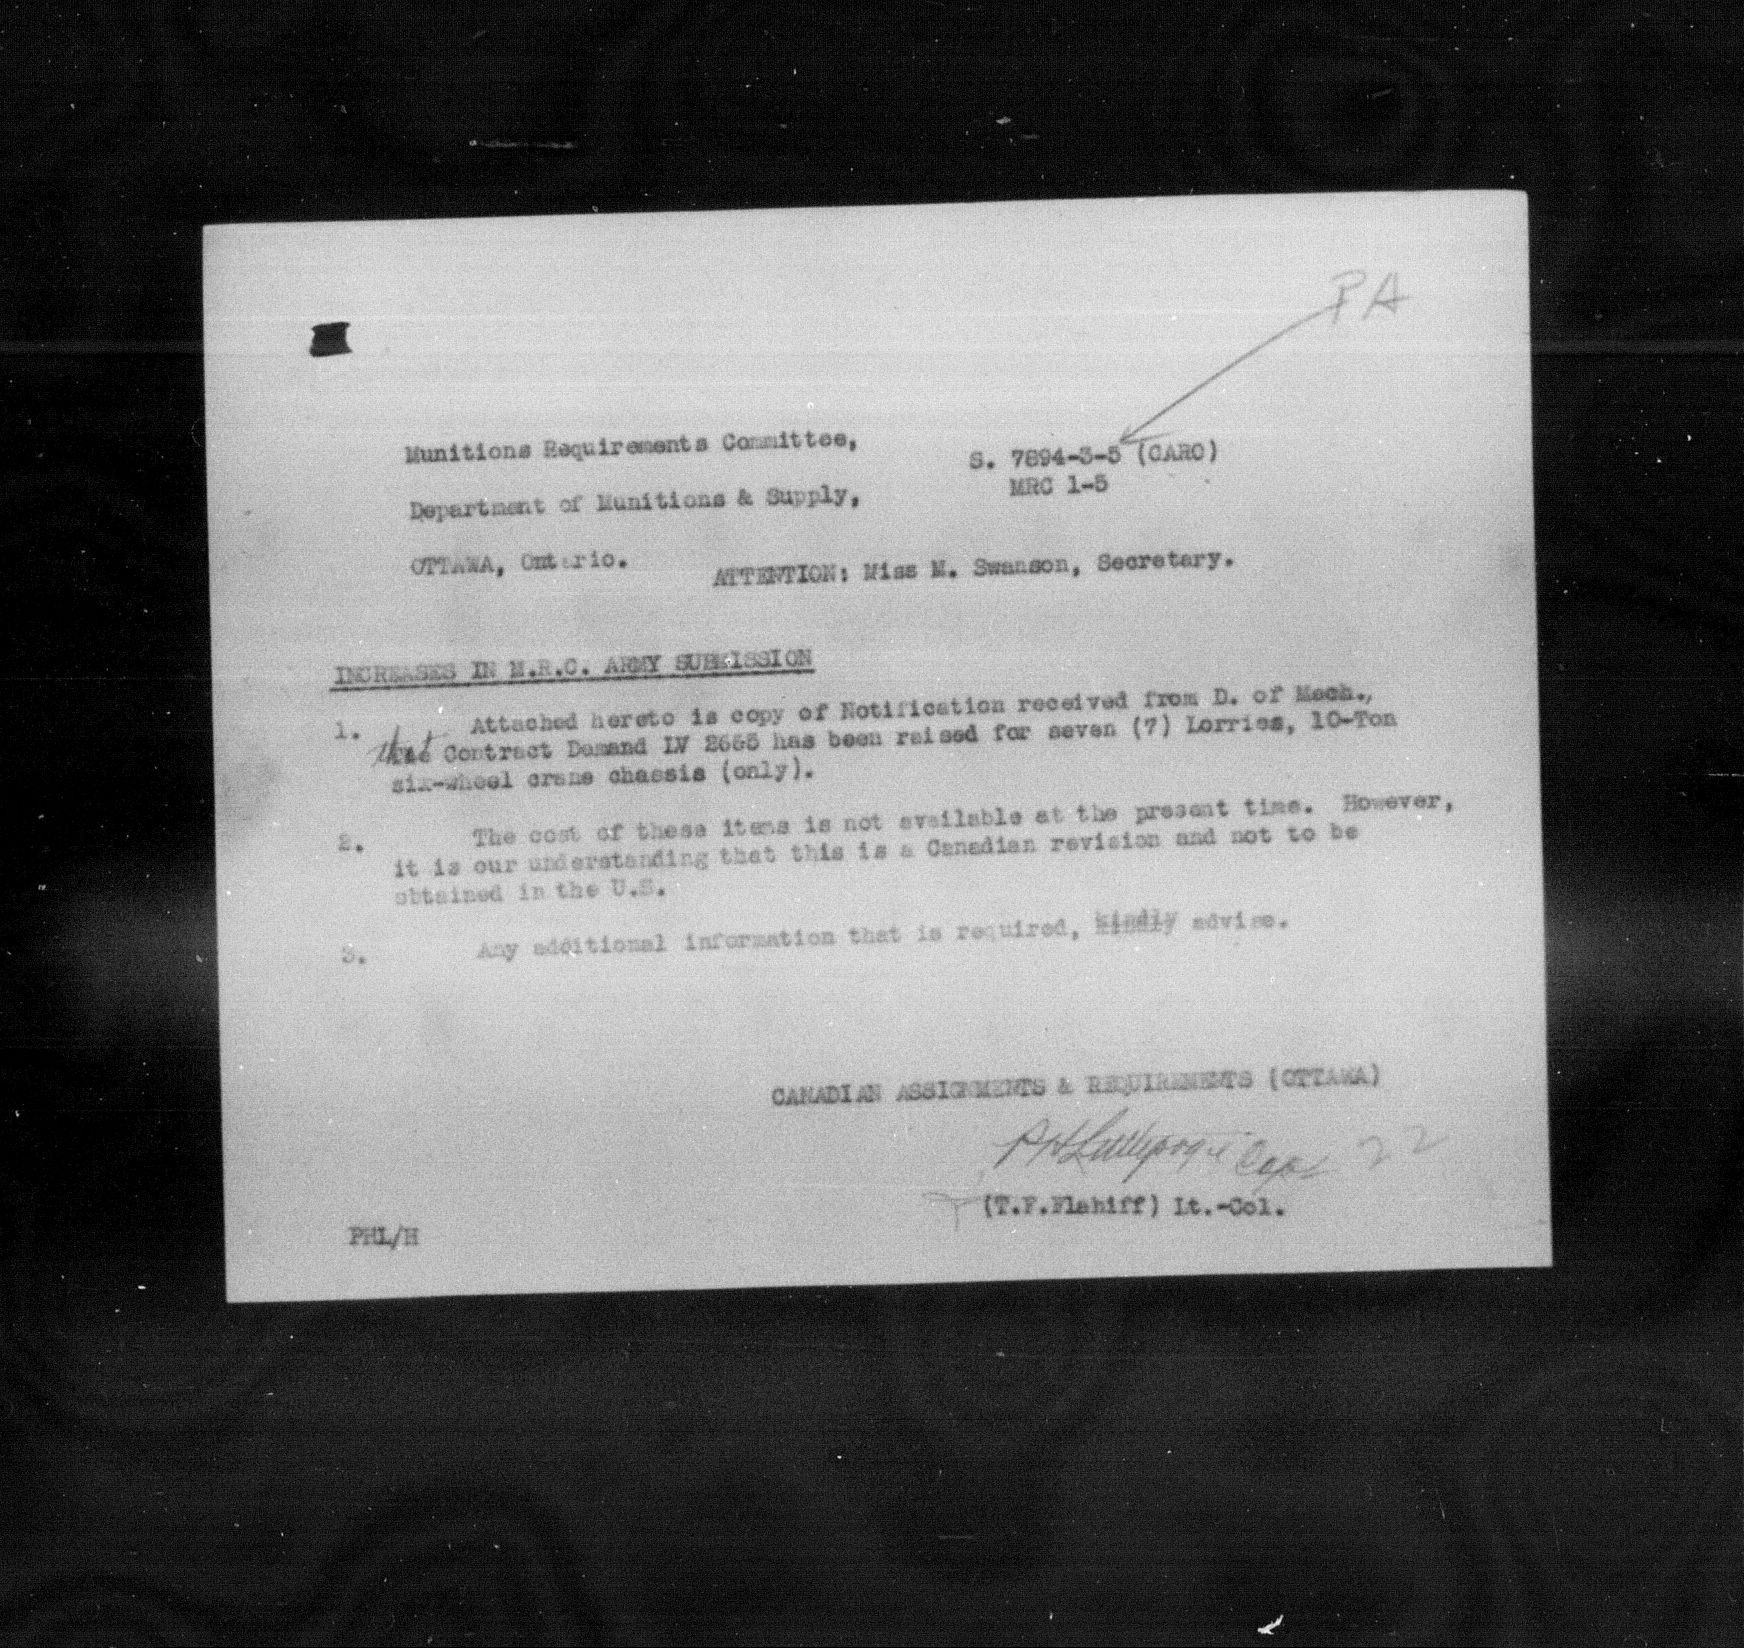 PA
Munitions Requirements Committee,
S. 7894-3-5 (CARO)
MRC 1-5
Department of Munitions & Supply,
OTTAWA, Ontario.
ATTENTION: Miss M. Swanson, Secretary.
INCREASES IN M.R.C. ARMY SUBMISSION
1. Attached hereto is copy of Notification received from D. of Mech.,
that Contract Demand LV has been raised for seven (7) Lorries, 10-Ton
six-wheel crane chassis (only).
2. The cost of these items is not available at the present time. However,
it is our understanding that this is a Canadian revision and not to be
obtained in the U.S.
3. Any additional information that is required, kindly advise.
CANADIAN ASSIGNMENTS & REQUIREMENTS (OTTAWA)
Capt 22
(T.F.Flahiff) Lt.-Col.
PHL/H